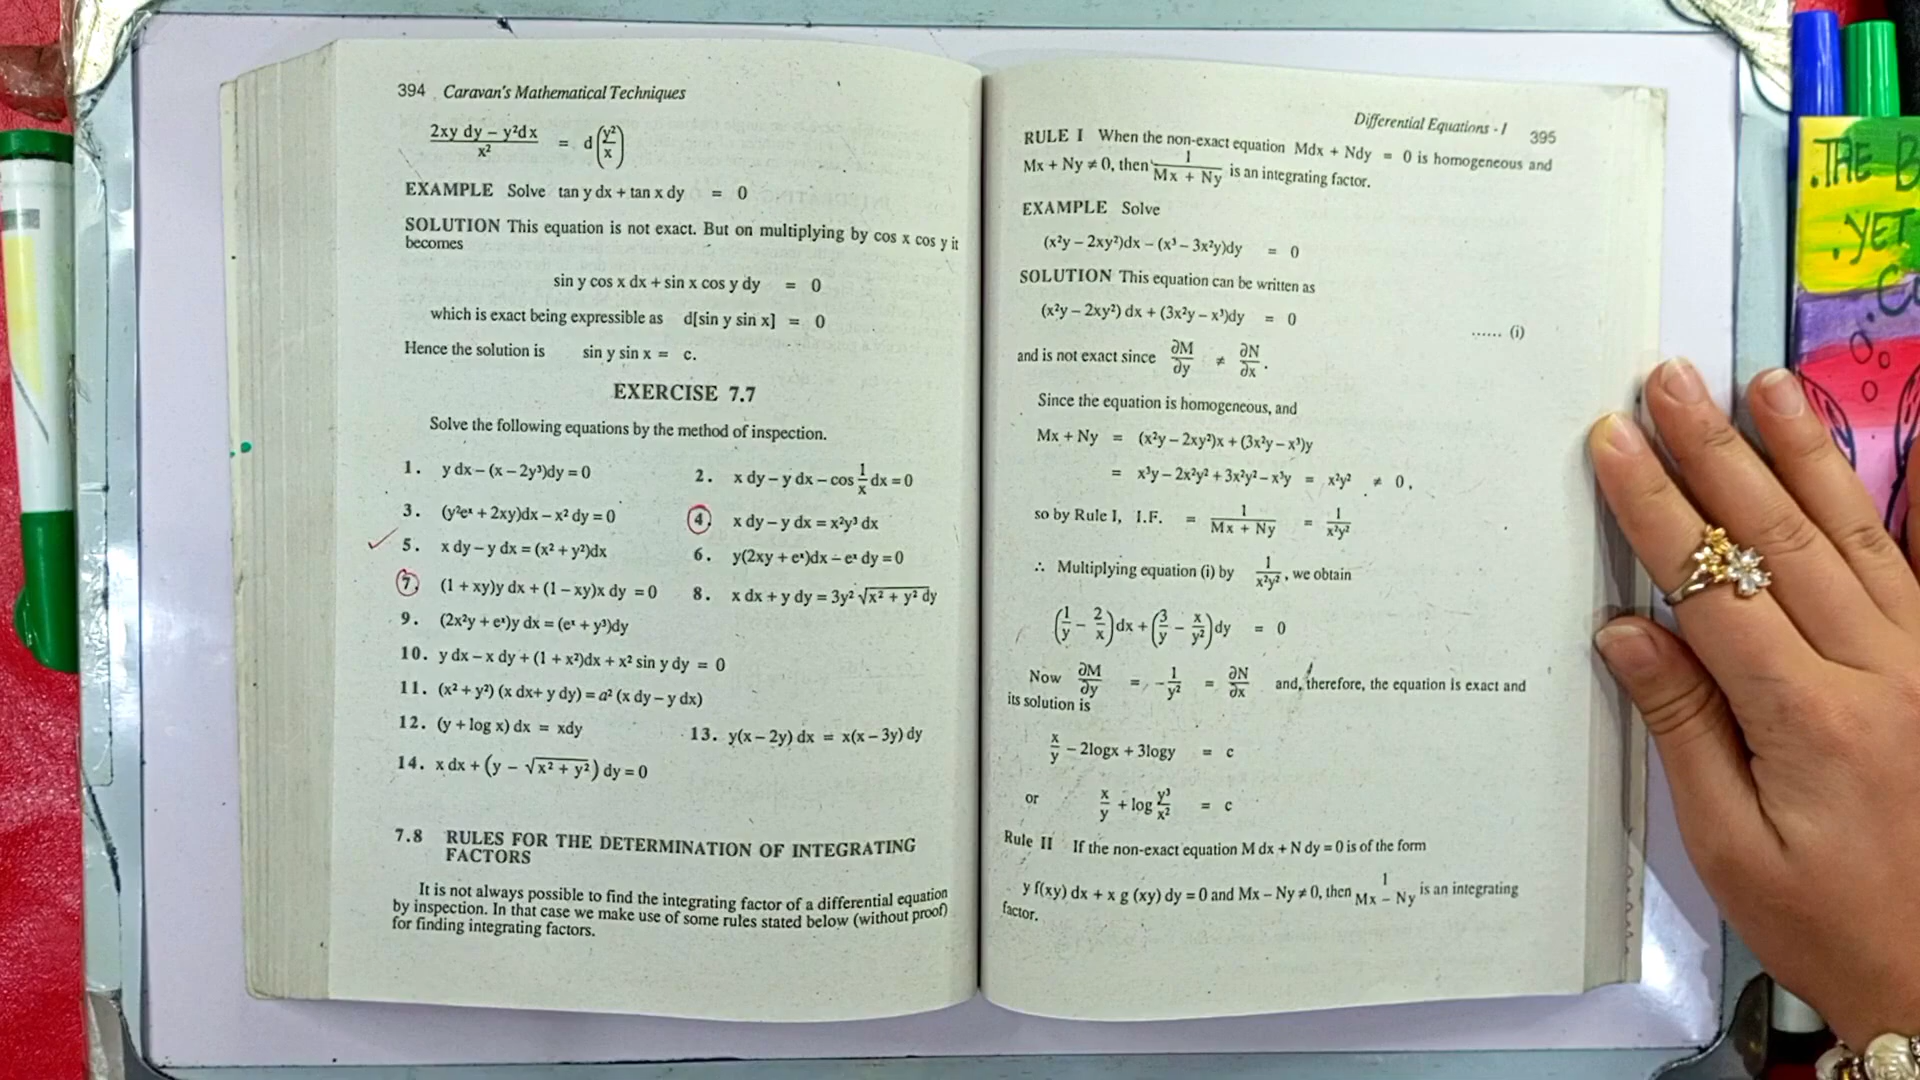 394 Caravan's Mathematical Techniques
2xy dy – y²dx / x² = d(y²/x)
EXAMPLE Solve tan y dx + tan x dy = 0
SOLUTION This equation is not exact. But on multiplying by cos x cos y it
becomes
sin y cos x dx + sin x cos y dy = 0
which is exact being expressible as d[sin y sin x] = 0
Hence the solution is sin y sin x = c.
EXERCISE 7.7
Solve the following equations by the method of inspection.
1. y dx – (x – 2y³)dy = 0 2. x dy – y dx – cos 1/x dx = 0
3. (y²eˣ + 2xy)dx – x² dy = 0 4. x dy – y dx = x²y³ dx
5. x dy – y dx = (x² + y²)dx 6. y(2xy + eˣ)dx – eˣ dy = 0
7. (1 + xy)y dx + (1 – xy)x dy = 0 8. x dx + y dy = 3y² √(x² + y²) dy
9. (2x²y + eˣ)y dx = (eˣ + y³)dy
10. y dx – x dy + (1 + x²)dx + x² sin y dy = 0
11. (x² + y²) (x dx + y dy) = a² (x dy – y dx)
12. (y + log x) dx = xdy 13. y(x – 2y) dx = x(x – 3y) dy
14. x dx + (y – √(x² + y²)) dy = 0
7.8 RULES FOR THE DETERMINATION OF INTEGRATING
FACTORS
It is not always possible to find the integrating factor of a differential equation
by inspection. In that case we make use of some rules stated below (without proof)
for finding integrating factors.
Differential Equations - I 395
RULE I When the non-exact equation Mdx + Ndy = 0 is homogeneous and
Mx + Ny ≠ 0, then 1/(Mx + Ny) is an integrating factor.
EXAMPLE Solve
(x²y – 2xy²)dx – (x³ – 3x²y)dy = 0
SOLUTION This equation can be written as
(x²y – 2xy²) dx + (3x²y – x³)dy = 0 ...... (i)
and is not exact since ∂M/∂y ≠ ∂N/∂x.
Since the equation is homogeneous, and
Mx + Ny = (x²y – 2xy²)x + (3x²y – x³)y
= x³y – 2x²y² + 3x²y² – x³y = x²y² ≠ 0,
so by Rule I, I.F. = 1/(Mx + Ny) = 1/x²y²
∴ Multiplying equation (i) by 1/x²y², we obtain
(1/y – 2/x)dx + (3/y – x/y²)dy = 0
Now ∂M/∂y = –1/y² = ∂N/∂x and, therefore, the equation is exact and
its solution is
x/y – 2logx + 3logy = c
or x/y + log y³/x² = c
Rule II If the non-exact equation M dx + N dy = 0 is of the form
y f(xy) dx + x g (xy) dy = 0 and Mx – Ny ≠ 0, then 1/(Mx – Ny) is an integrating
factor.
.THE
.YET